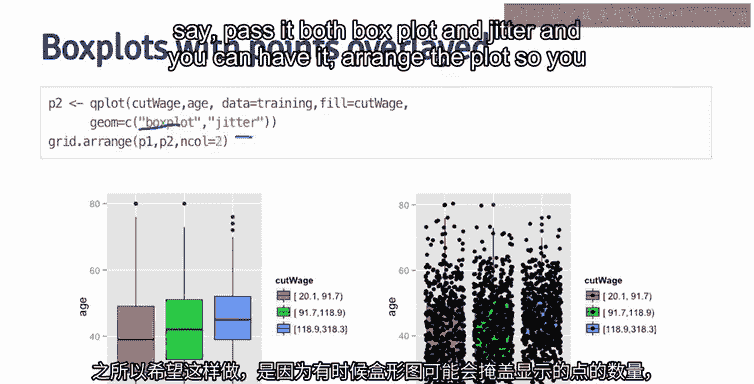 say, pass it both box plot and jitter and
Boxplots with points overlayed
you can have it, arrange the plot so you
p2 <- qplot(cutWage,age, data=training,fill=cutWage,
geom=c("boxplot","jitter"))
grid.arrange(p1,p2,ncol=2)
80
60
40
age
cutWage
[ 20.1, 91.7)
[ 91.7,118.9)
[118.9,318.3]
80
60
40
age
cutWage
[ 20.1, 91.7)
[ 91.7,118.9)
[118.9,318.3]
之所以希望这样做，是因为有时候盒形图可能会掩盖显示的点的数量，